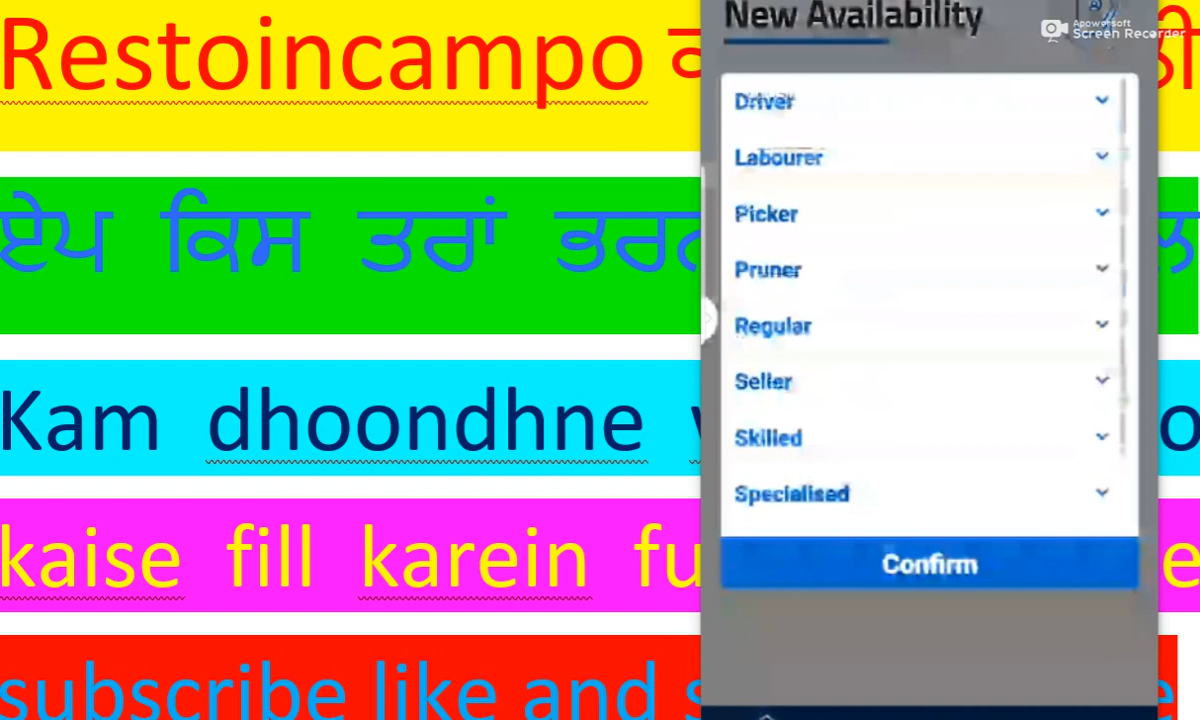 Restoincampo
ਏਪ ਕਿਸ ਤਰਾਂ
Kam dhoondhne
kaise fill karein
subscribe like and
New Availability
Apowersoft
Screen Recorder
Driver
Labourer
Picker
Pruner
Regular
Seller
Skilled
Specialised
Confirm